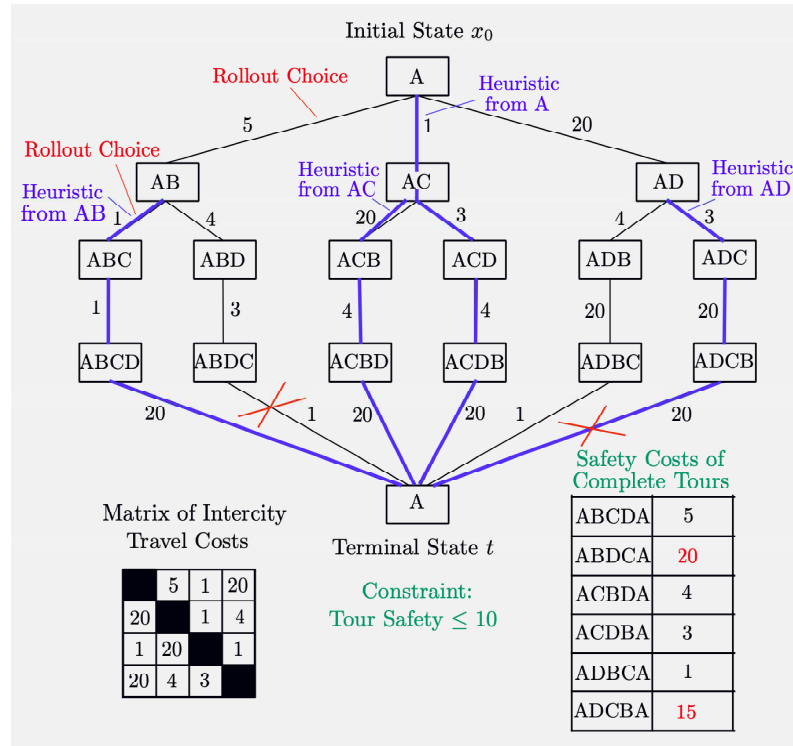 Initial State x₀
A
Rollout Choice
Heuristic
from A
5
1
20
Rollout Choice
AB
AC
AD
Heuristic
from AB
Heuristic
from AC
Heuristic
from AD
1
4
20
3
4
3
ABC
ABD
ACB
ACD
ADB
ADC
1
3
4
4
20
20
ABCD
ABDC
ACBD
ACDB
ADBC
ADCB
20
1
20
20
1
20
A
Terminal State t
Matrix of Intercity
Travel Costs
5 1 20
20 1 4
1 20 1
20 4 3
Constraint:
Tour Safety ≤ 10
Safety Costs of
Complete Tours
ABCDA 5
ABDCA 20
ACBDA 4
ACDBA 3
ADBCA 1
ADCBA 15